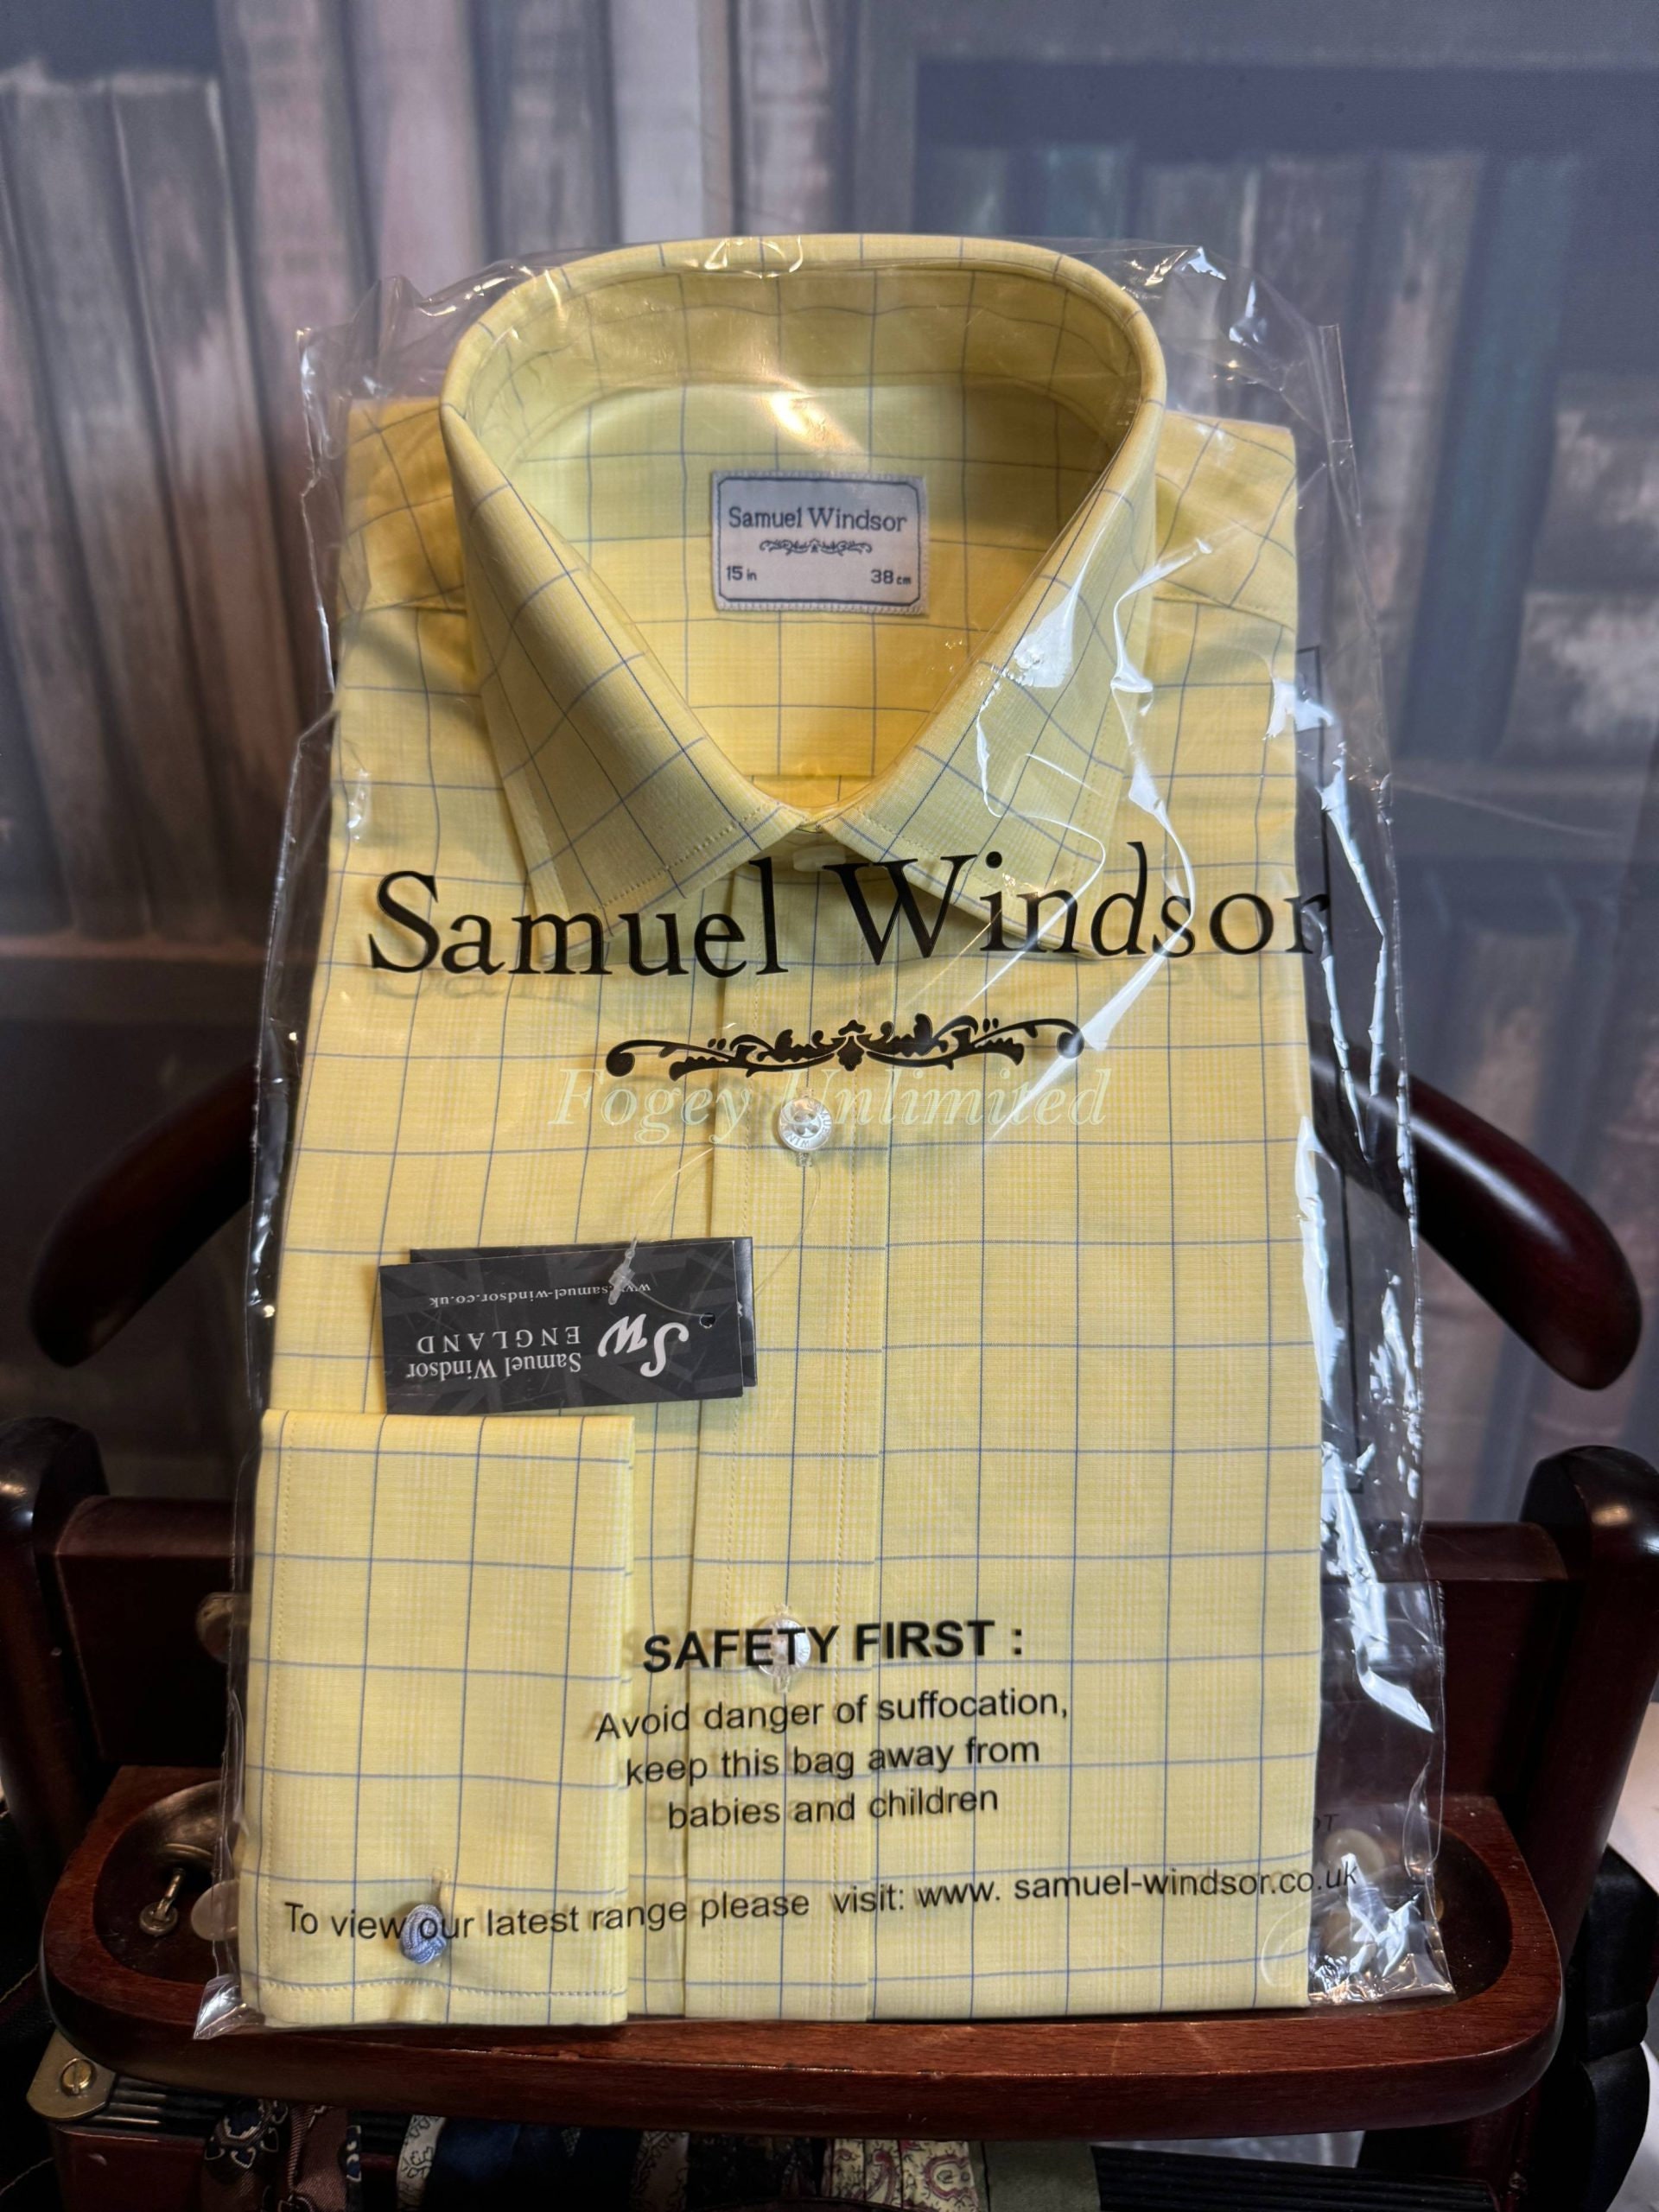 Samuel Windsor
15 in 38 cm
Samuel Windsor
Fogey Unlimited
www.samuel-windsor.co.uk
SW
Samuel Windsor
ENGLAND
SAFETY FIRST :
Avoid danger of suffocation,
keep this bag away from
babies and children
To view our latest range please visit: www. samuel-windsor.co.uk